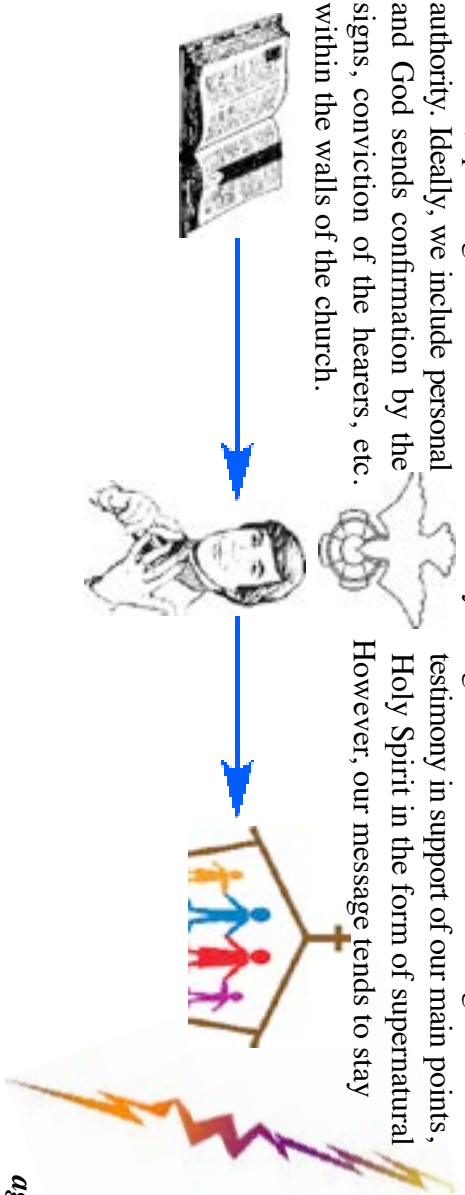 authority. Ideally, we include personal testimony in support of our main points,
and God sends confirmation by the Holy Spirit in the form of supernatural
signs, conviction of the hearers, etc. However, our message tends to stay
within the walls of the church.